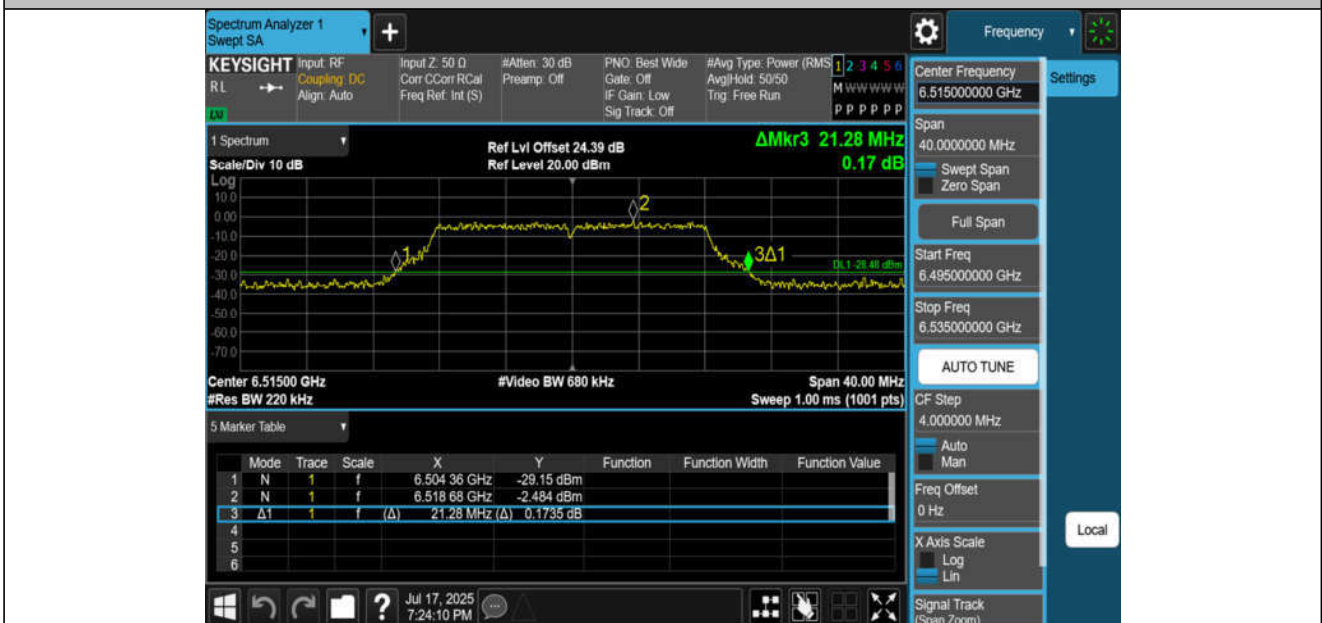 Spectrum Analyzer 1
Swept SA
Frequency
KEYSIGHT
RL
LU
Input: RF
Coupling: DC
Align: Auto
Input Z: 50 Ω
Corr CCorr RCal
Freq Ref: Int (S)
#Atten: 30 dB
Preamp: Off
PNO: Best Wide
Gate: Off
IF Gain: Low
Sig Track: Off
#Avg Type: Power (RMS
Avg|Hold: 50/50
Trig: Free Run
1 2 3 4 5 6
M W W W W W
P P P P P P
1 Spectrum
Scale/Div 10 dB
Log
Ref Lvl Offset 24.39 dB
Ref Level 20.00 dBm
ΔMkr3 21.28 MHz
0.17 dB
10.0
0.00
-10.0
-20.0
-30.0
-40.0
-50.0
-60.0
-70.0
1
2
3Δ1
DL1 -28.48 dBm
Center 6.51500 GHz
#Video BW 680 kHz
Span 40.00 MHz
#Res BW 220 kHz
Sweep 1.00 ms (1001 pts)
5 Marker Table
Mode Trace Scale X Y Function Function Width Function Value
1 N 1 f 6.504 36 GHz -29.15 dBm
2 N 1 f 6.518 68 GHz -2.484 dBm
3 Δ1 1 f (Δ) 21.28 MHz (Δ) 0.1735 dB
4
5
6
Jul 17, 2025
7:24:10 PM
Center Frequency
6.515000000 GHz
Span
40.0000000 MHz
Swept Span
Zero Span
Full Span
Start Freq
6.495000000 GHz
Stop Freq
6.535000000 GHz
AUTO TUNE
CF Step
4.000000 MHz
Auto
Man
Freq Offset
0 Hz
X Axis Scale
Log
Lin
Signal Track
(Span Zoom)
Settings
Local